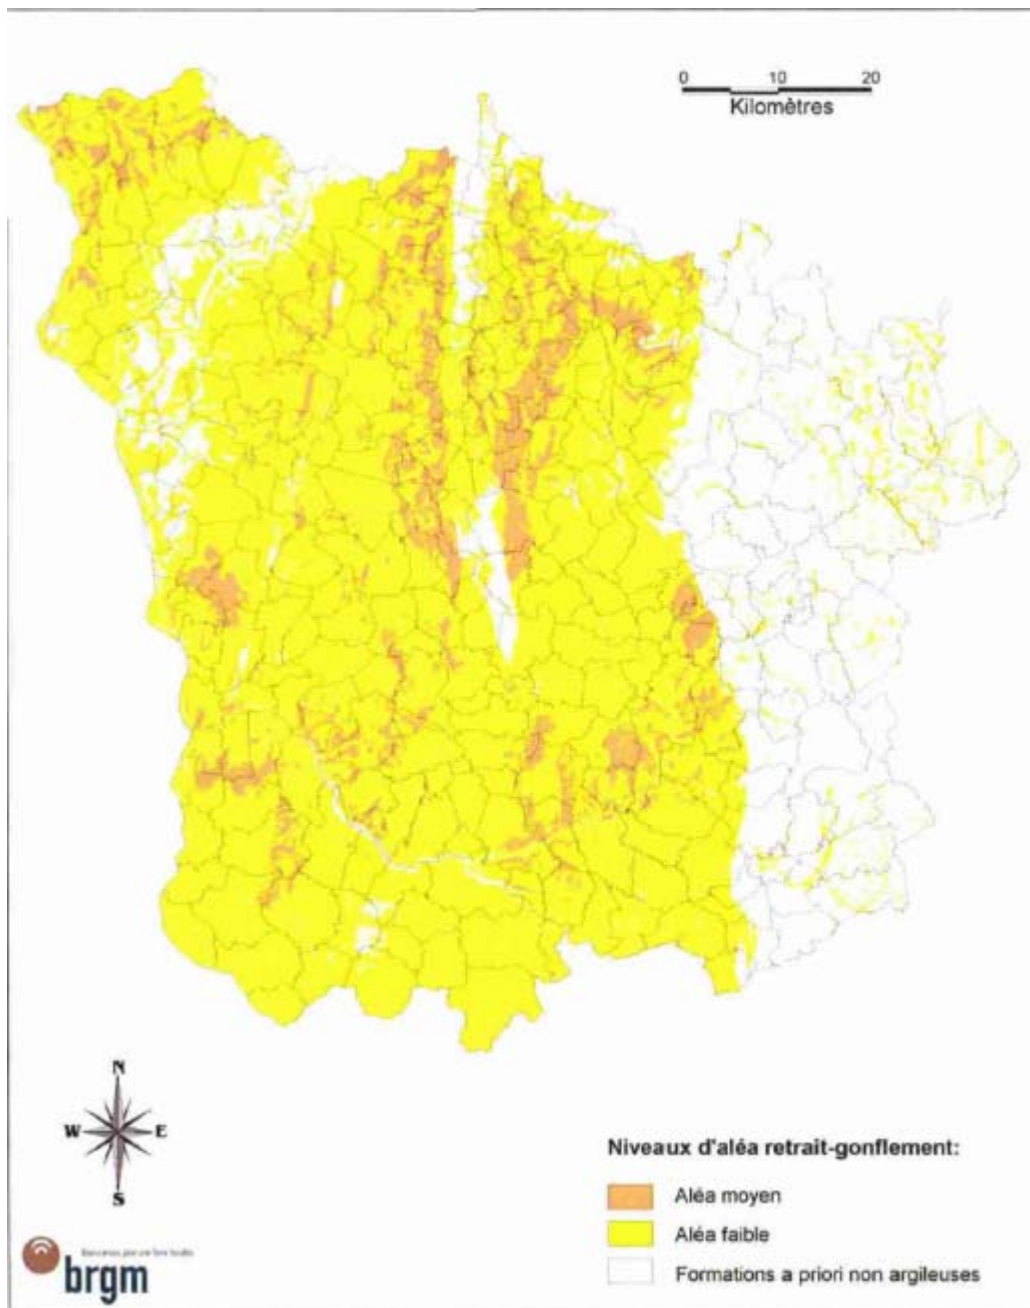 0 10 20
Kilomètres
N
W E
S
Niveaux d'aléa retrait-gonflement:
Aléa moyen
Aléa faible
Formations a priori non argileuses
brgm